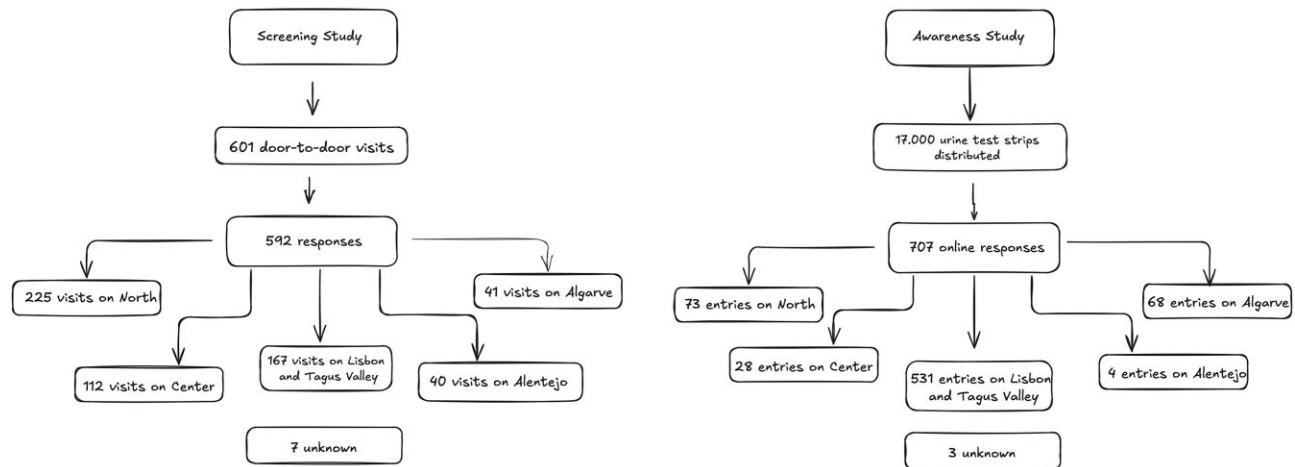 Screening Study
601 door-to-door visits
592 responses
225 visits on North
41 visits on Algarve
112 visits on Center
167 visits on Lisbon
and Tagus Valley
40 visits on Alentejo
7 unknown
Awareness Study
17.000 urine test strips
distributed
707 online responses
73 entries on North
68 entries on Algarve
28 entries on Center
531 entries on Lisbon
and Tagus Valley
4 entries on Alentejo
3 unknown